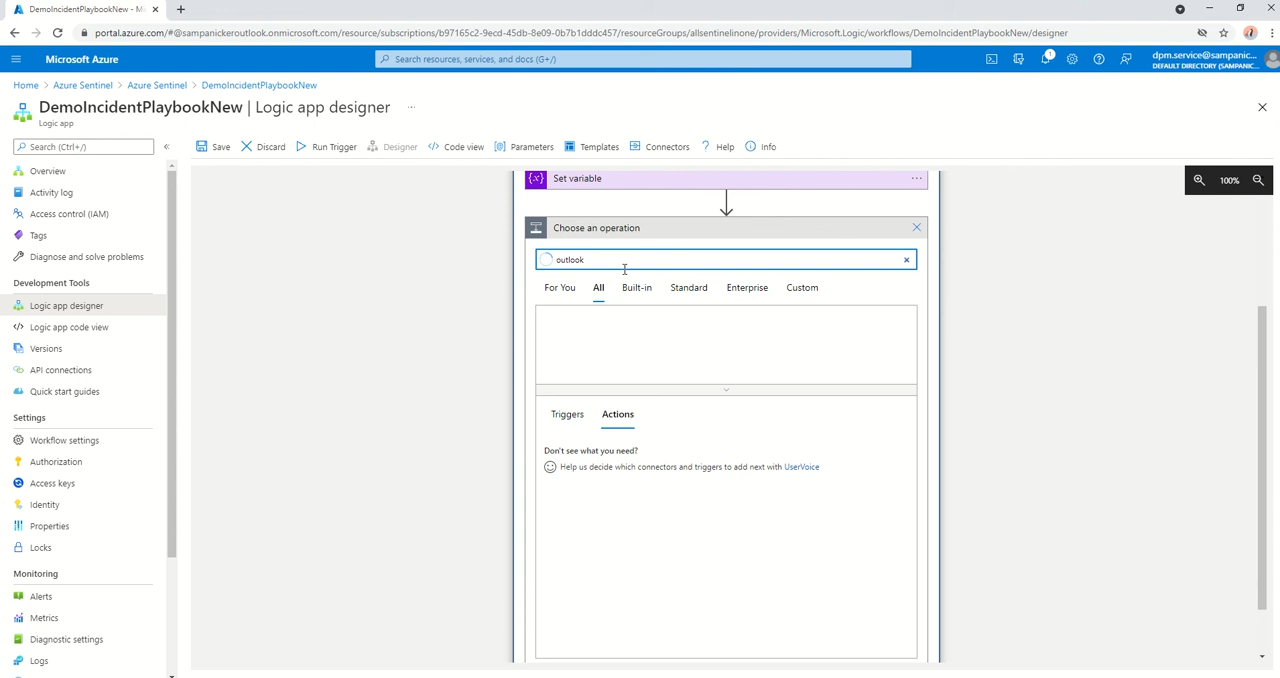 DemoIncidentPlaybookNew - Mi
portal.azure.com/#@sampanickeroutlook.onmicrosoft.com/resource/subscriptions/b97165c2-9ecd-45db-8e09-0b7b1dddc457/resourceGroups/allsentinelinone/providers/Microsoft.Logic/workflows/DemoIncidentPlaybookNew/designer
Microsoft Azure
Search resources, services, and docs (G+/)
1
dpm.service@sampanic...
DEFAULT DIRECTORY (SAMPANIC...
Home > Azure Sentinel > Azure Sentinel > DemoIncidentPlaybookNew
DemoIncidentPlaybookNew | Logic app designer ...
Logic app
Search (Ctrl+/)
«
Save
Discard
Run Trigger
Designer
Code view
Parameters
Templates
Connectors
Help
Info
Overview
Activity log
Access control (IAM)
Tags
Diagnose and solve problems
Development Tools
Logic app designer
Logic app code view
Versions
API connections
Quick start guides
Settings
Workflow settings
Authorization
Access keys
Identity
Properties
Locks
Monitoring
Alerts
Metrics
Diagnostic settings
Logs
{x} Set variable ...
100%
Choose an operation
outlook
For You All Built-in Standard Enterprise Custom
Triggers Actions
Don't see what you need?
Help us decide which connectors and triggers to add next with UserVoice